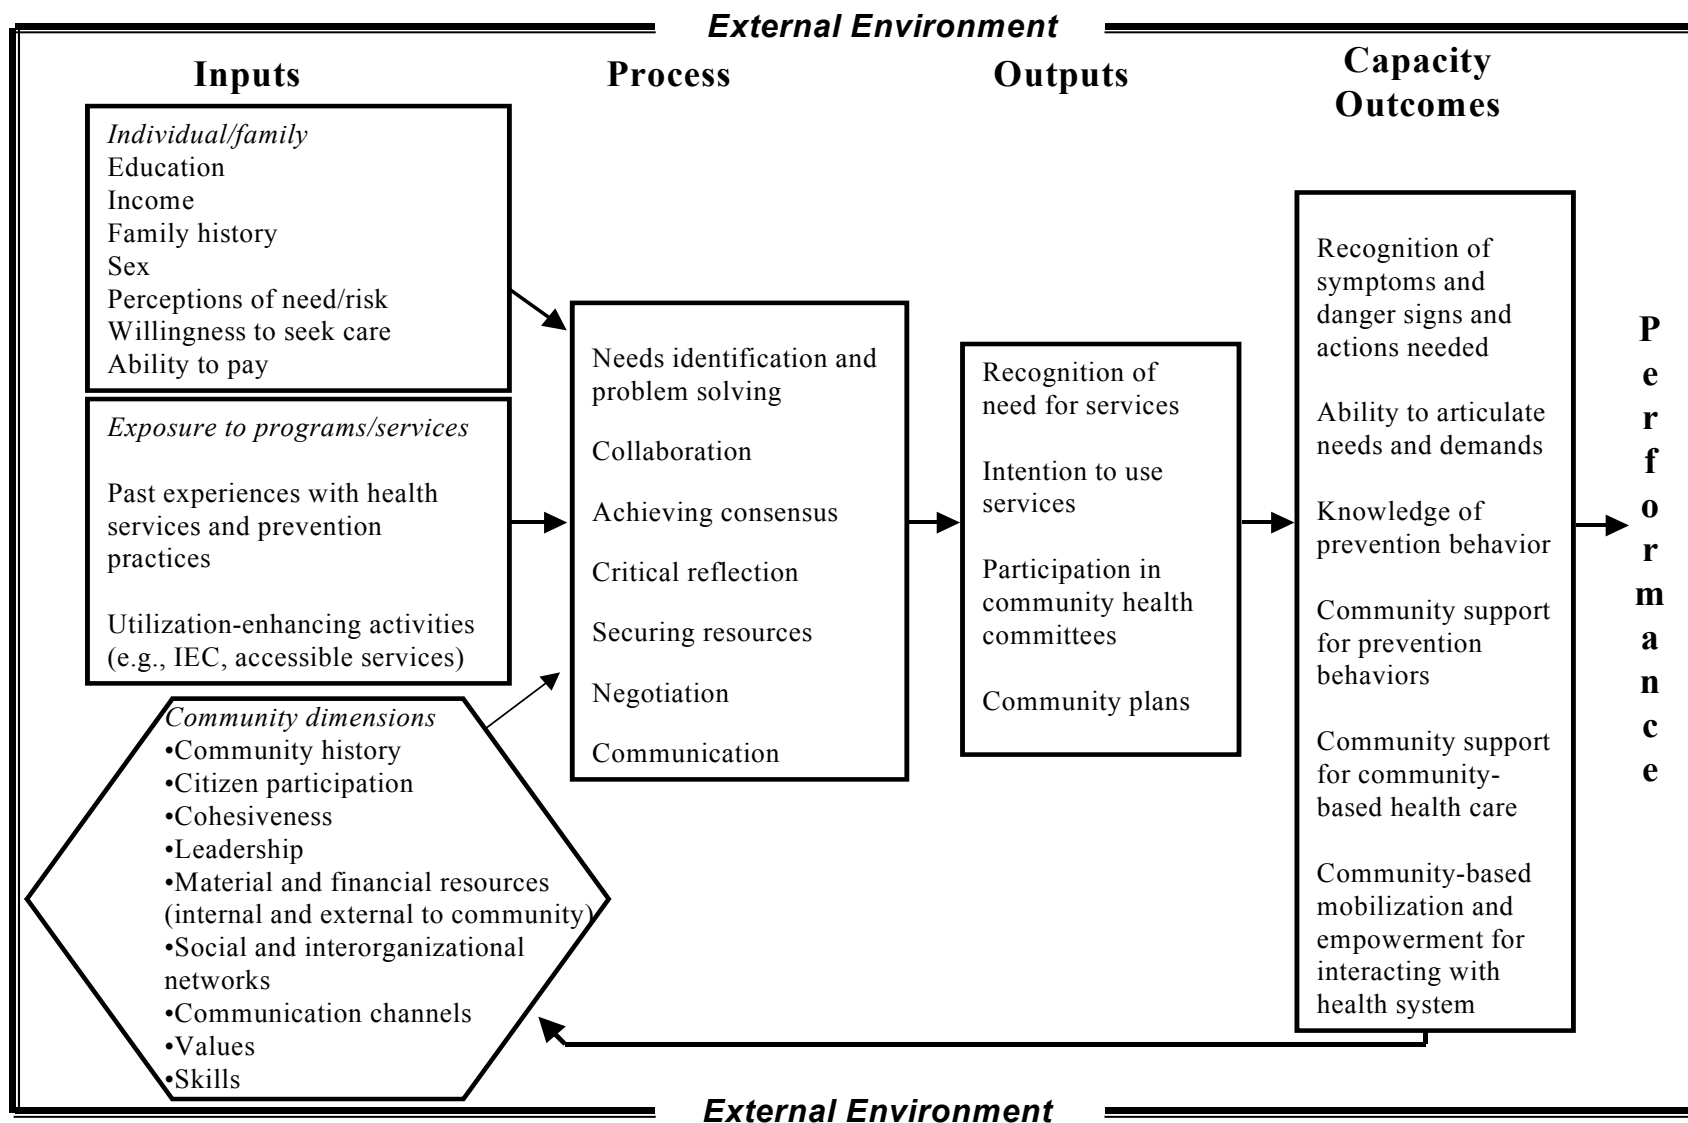 External Environment
Inputs
Process
Outputs
Capacity
Outcomes
Individual/family
Education
Income
Family history
Sex
Perceptions of need/risk
Willingness to seek care
Ability to pay
Exposure to programs/services
Past experiences with health
services and prevention
practices
Utilization-enhancing activities
(e.g., IEC, accessible services)
Community dimensions
•Community history
•Citizen participation
•Cohesiveness
•Leadership
•Material and financial resources
(internal and external to community)
•Social and interorganizational
networks
•Communication channels
•Values
•Skills
Needs identification and
problem solving
Collaboration
Achieving consensus
Critical reflection
Securing resources
Negotiation
Communication
Recognition of
need for services
Intention to use
services
Participation in
community health
committees
Community plans
Recognition of
symptoms and
danger signs and
actions needed
Ability to articulate
needs and demands
Knowledge of
prevention behavior
Community support
for prevention
behaviors
Community support
for community-
based health care
Community-based
mobilization and
empowerment for
interacting with
health system
Performance
External Environment